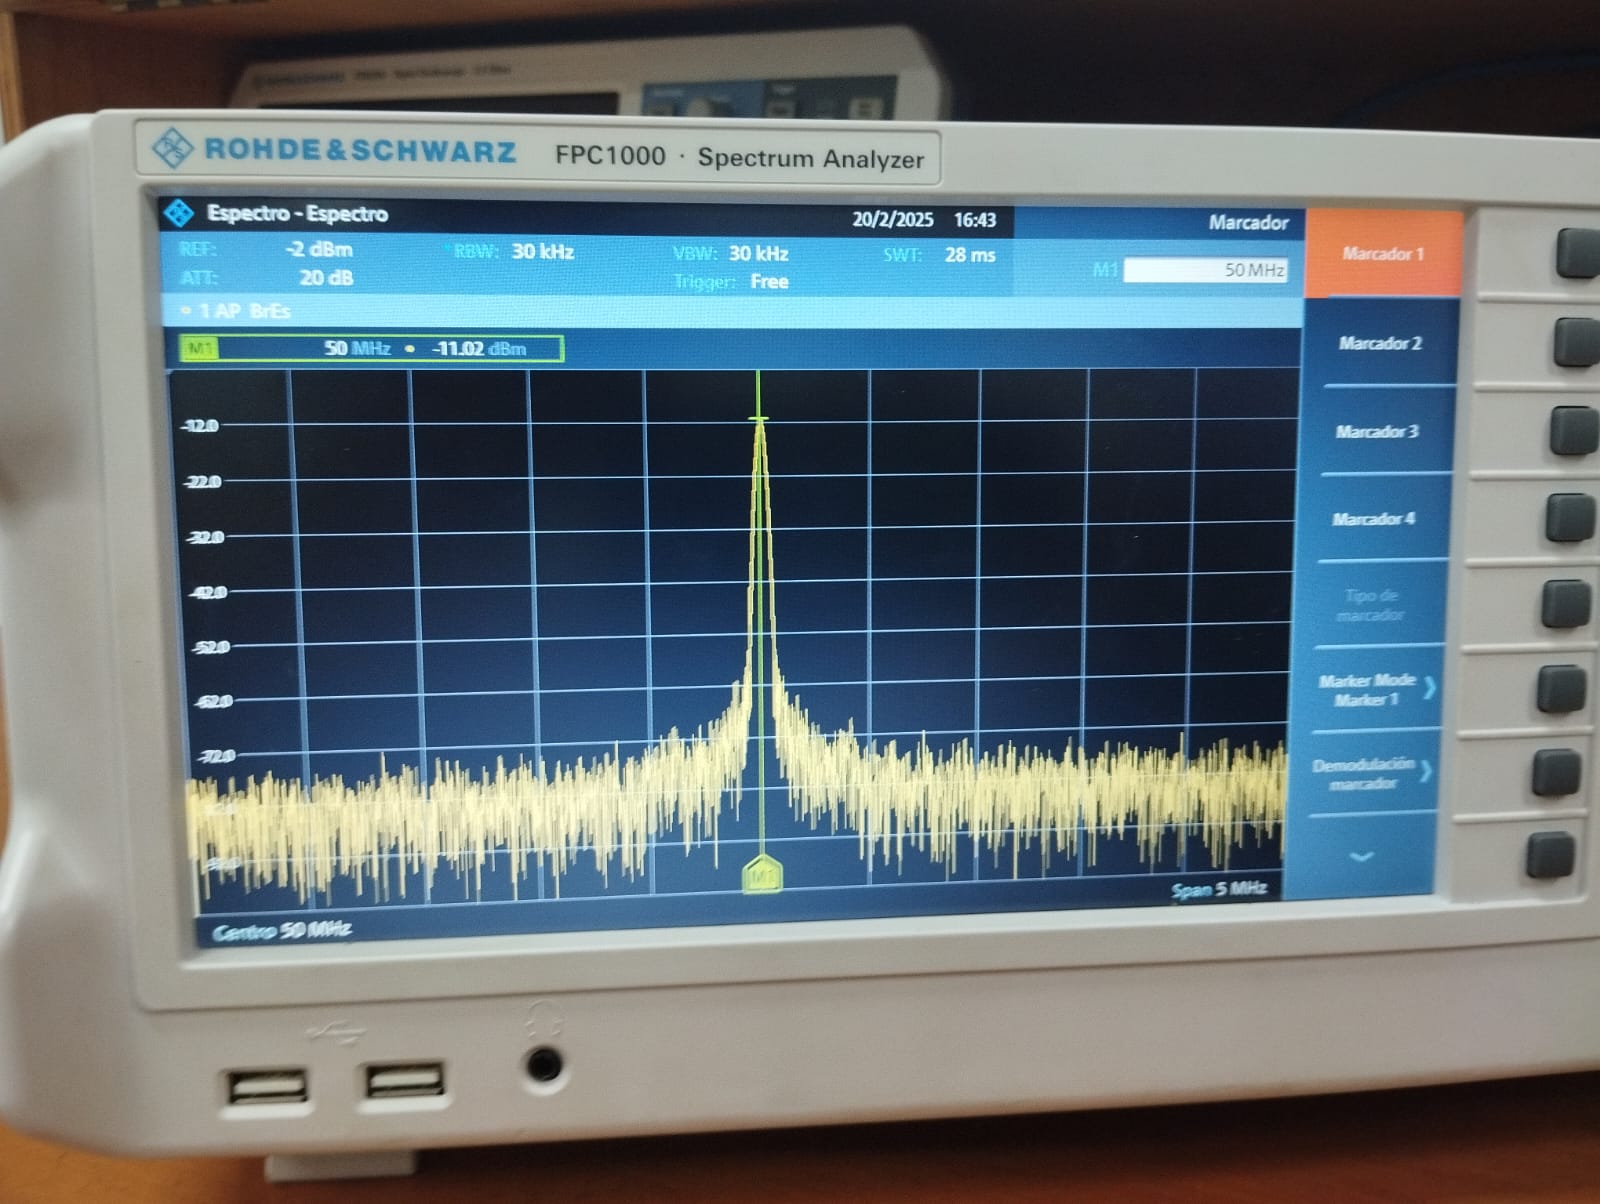 ROHDE & SCHWARZ FPC1000 · Spectrum Analyzer
Espectro - Espectro 20/2/2025 16:43 Marcador
REF: -2 dBm RBW: 30 kHz VBW: 30 kHz SWT: 28 ms
ATT: 20 dB Trigger: Free
M1 50 MHz
1 AP BrEs
M1 50 MHz • -11.02 dBm
-12.0
-22.0
-32.0
-42.0
-52.0
-62.0
-72.0
M1
Centro 50 MHz Span 5 MHz
Marcador 1
Marcador 2
Marcador 3
Marcador 4
Tipo de
marcador
Marker Mode
Marker 1
Demodulación
marcador